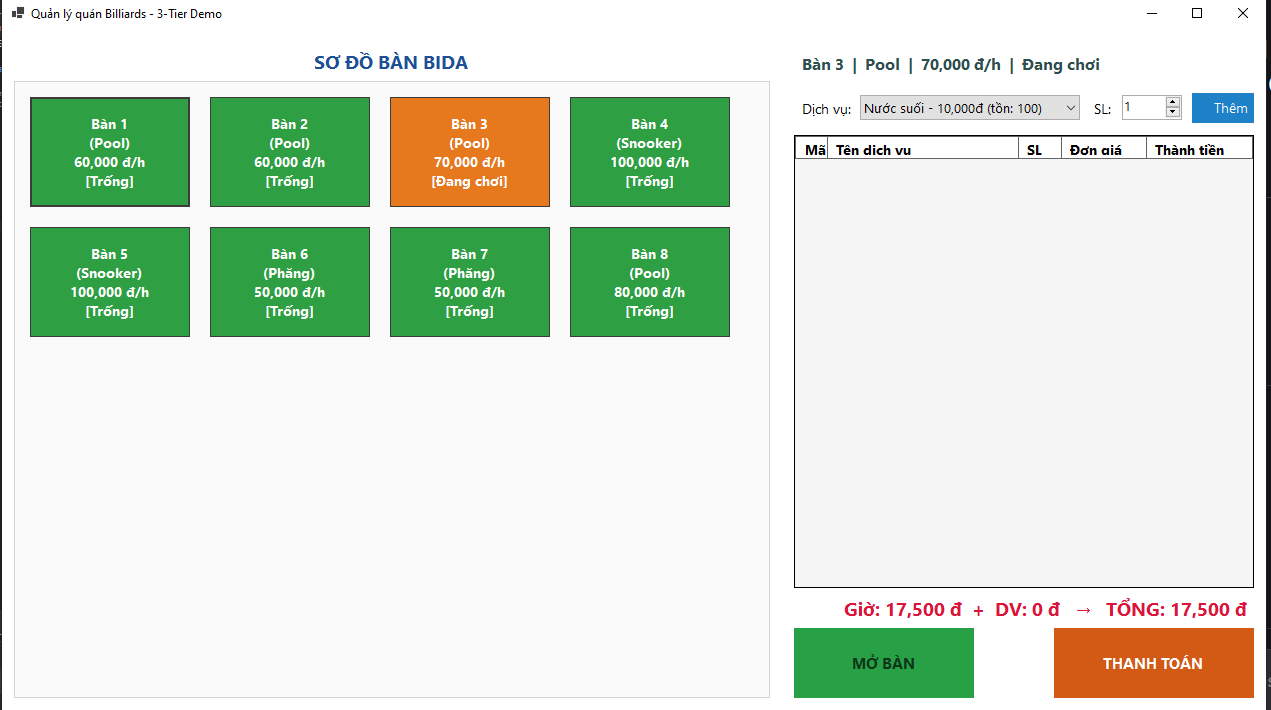 Quản lý quán Billiards - 3-Tier Demo
SƠ ĐỒ BÀN BIDA
Bàn 1
(Pool)
60,000 đ/h
[Trống]
Bàn 2
(Pool)
60,000 đ/h
[Trống]
Bàn 3
(Pool)
70,000 đ/h
[Đang chơi]
Bàn 4
(Snooker)
100,000 đ/h
[Trống]
Bàn 5
(Snooker)
100,000 đ/h
[Trống]
Bàn 6
(Phăng)
50,000 đ/h
[Trống]
Bàn 7
(Phăng)
50,000 đ/h
[Trống]
Bàn 8
(Pool)
80,000 đ/h
[Trống]
Bàn 3 | Pool | 70,000 đ/h | Đang chơi
Dịch vụ: Nước suối - 10,000đ (tồn: 100) SL: 1 Thêm
Mã Tên dịch vụ SL Đơn giá Thành tiền
Giờ: 17,500 đ + DV: 0 đ → TỔNG: 17,500 đ
MỞ BÀN THANH TOÁN